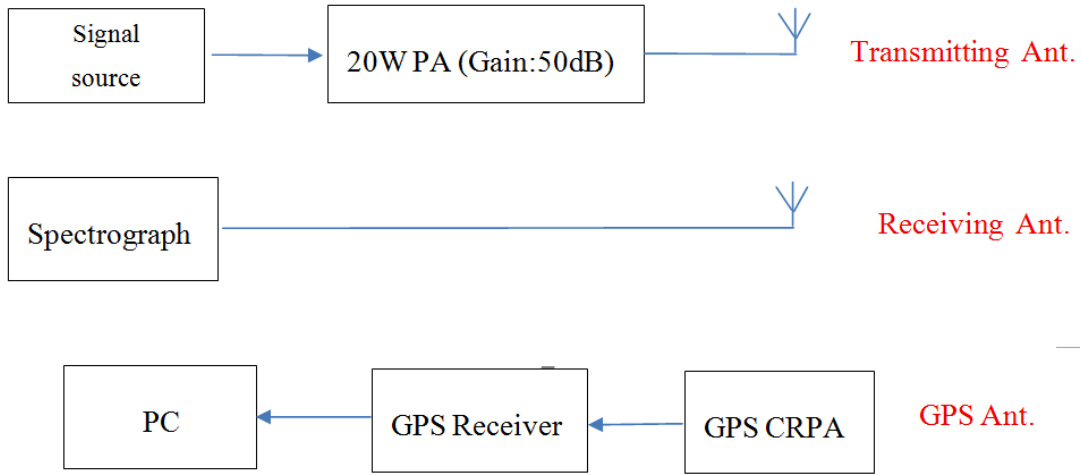 Signal
source
20W PA (Gain:50dB)
Transmitting Ant.
Spectrograph
Receiving Ant.
PC
GPS Receiver
GPS CRPA
GPS Ant.